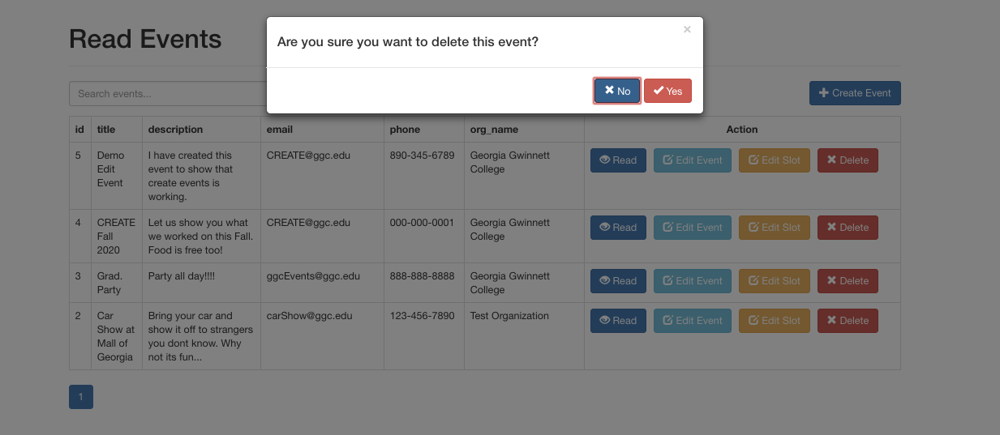 Read Events
×
Are you sure you want to delete this event?
No Yes
Search events...
Create Event
id title description email phone org_name Action
5 Demo Edit Event I have created this event to show that create events is working. CREATE@ggc.edu 890-345-6789 Georgia Gwinnett College Read Edit Event Edit Slot Delete
4 CREATE Fall 2020 Let us show you what we worked on this Fall. Food is free too! CREATE@ggc.edu 000-000-0001 Georgia Gwinnett College Read Edit Event Edit Slot Delete
3 Grad. Party Party all day!!!! ggcEvents@ggc.edu 888-888-8888 Georgia Gwinnett College Read Edit Event Edit Slot Delete
2 Car Show at Mall of Georgia Bring your car and show it off to strangers you dont know. Why not its fun... carShow@ggc.edu 123-456-7890 Test Organization Read Edit Event Edit Slot Delete
1